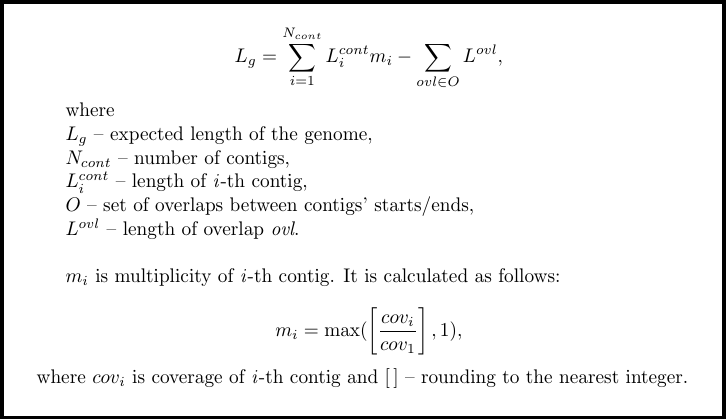 $L_g = \sum_{i=1}^{N_{cont}} L_i^{cont} m_i - \sum_{ovl \in O} L^{ovl},$
where
$L_g$ – expected length of the genome,
$N_{cont}$ – number of contigs,
$L_i^{cont}$ – length of $i$-th contig,
$O$ – set of overlaps between contigs' starts/ends,
$L^{ovl}$ – length of overlap ovl.
$m_i$ is multiplicity of $i$-th contig. It is calculated as follows:
$m_i = \max(\left[\frac{cov_i}{cov_1}\right], 1),$
where $cov_i$ is coverage of $i$-th contig and [ ] – rounding to the nearest integer.